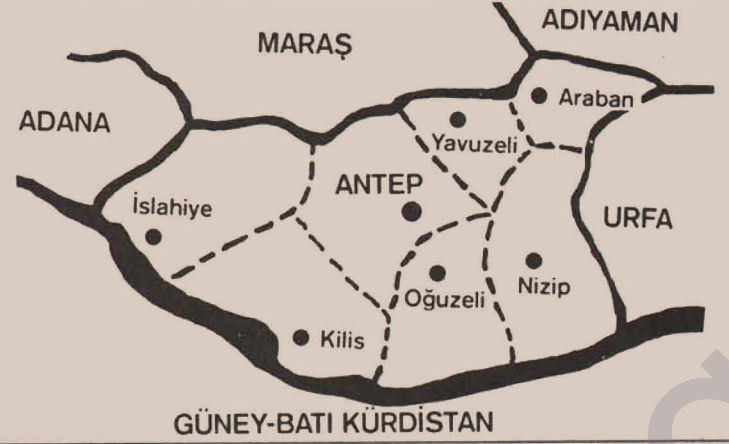 ADIYAMAN
MARAŞ
Araban
ADANA
Yavuzeli
ANTEP
İslahiye
URFA
Oğuzeli
Nizip
Kilis
GÜNEY-BATI KÜRDİSTAN